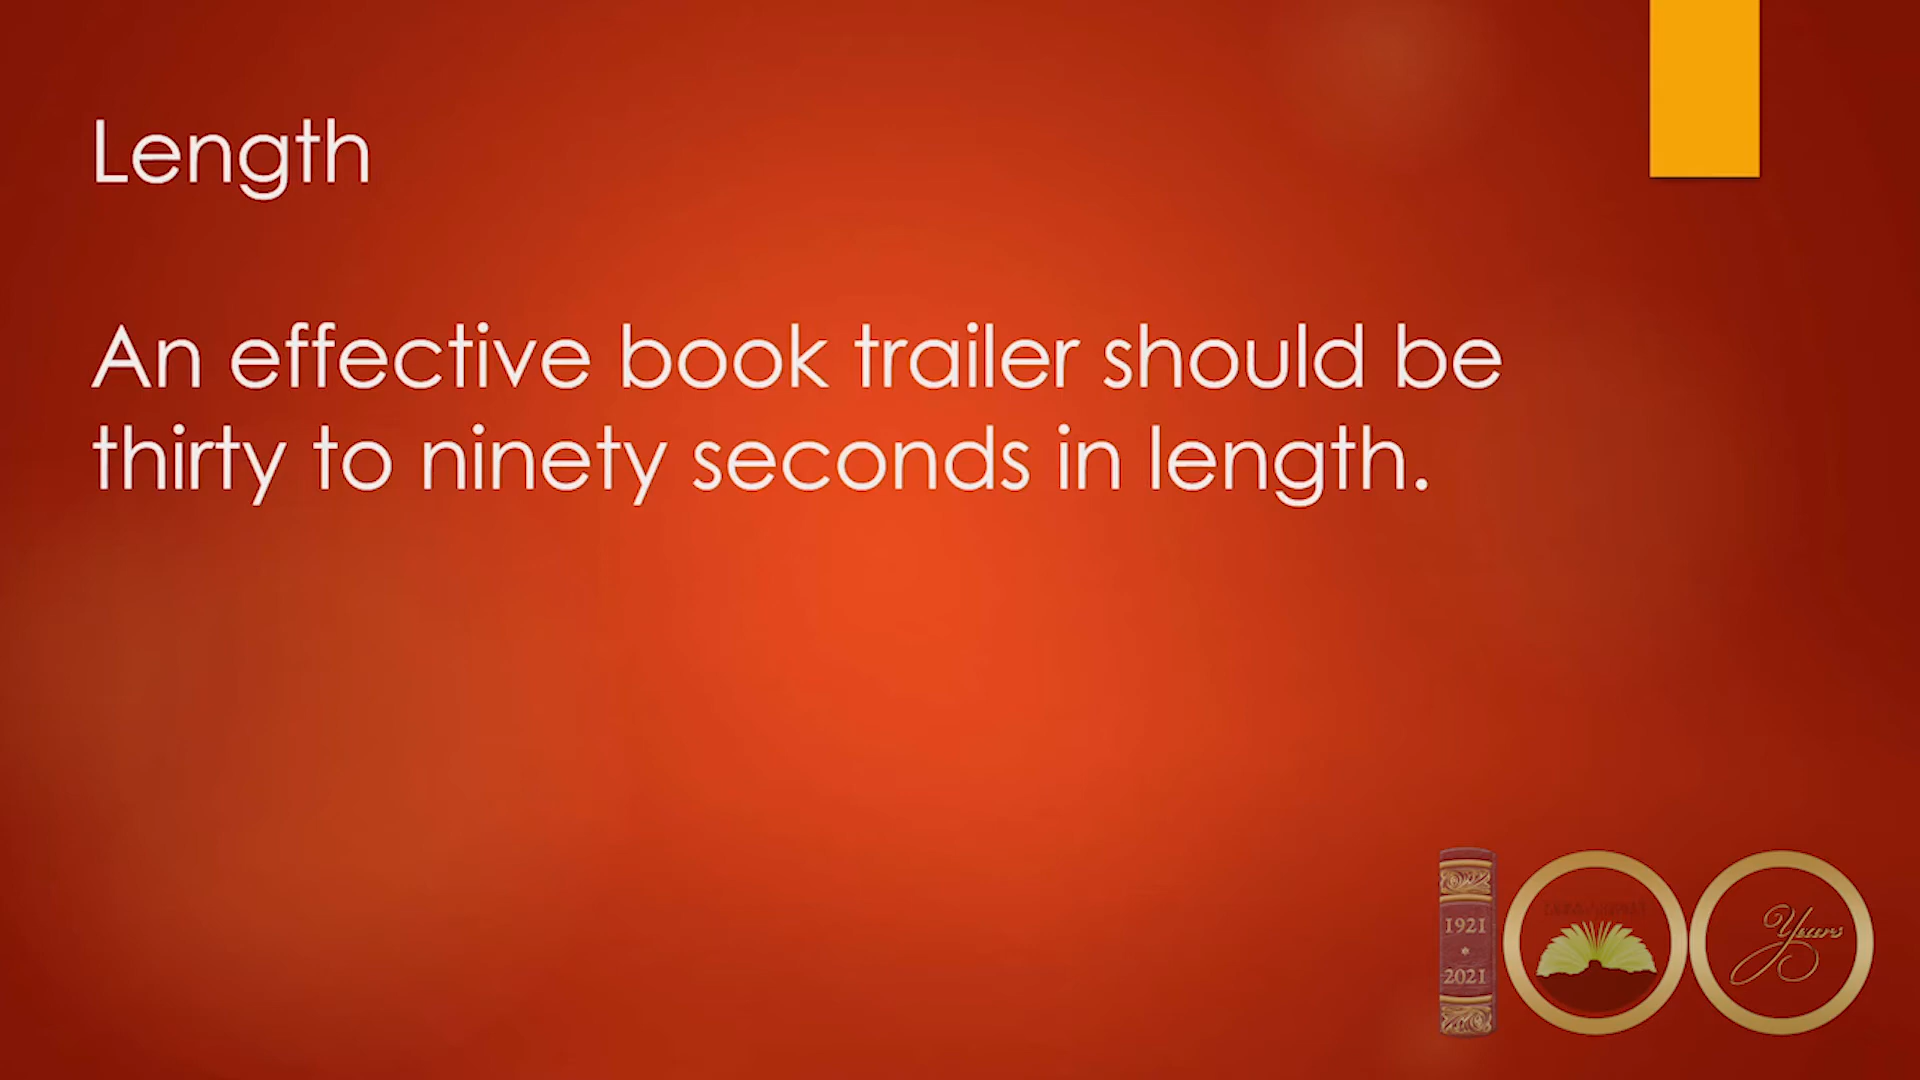 Length
An effective book trailer should be
thirty to ninety seconds in length.
1921
2021
Years